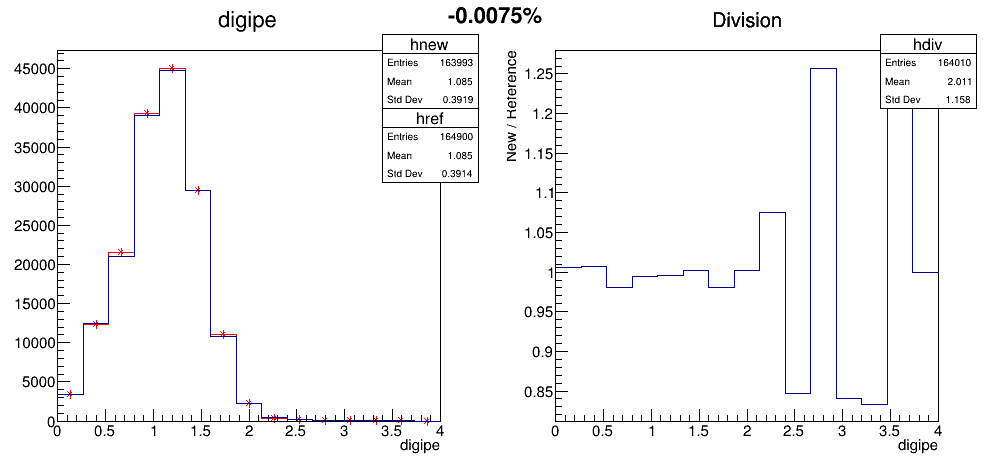 -0.0075%
digipe
hnew
Entries 163993
Mean 1.085
Std Dev 0.3919
href
Entries 164900
Mean 1.085
Std Dev 0.3914
45000
40000
35000
30000
25000
20000
15000
10000
5000
0
0 0.5 1 1.5 2 2.5 3 3.5 4
digipe
Division
hdiv
Entries 164010
Mean 2.011
Std Dev 1.158
New / Reference
1.25
1.2
1.15
1.1
1.05
1
0.95
0.9
0.85
0 0.5 1 1.5 2 2.5 3 3.5 4
digipe